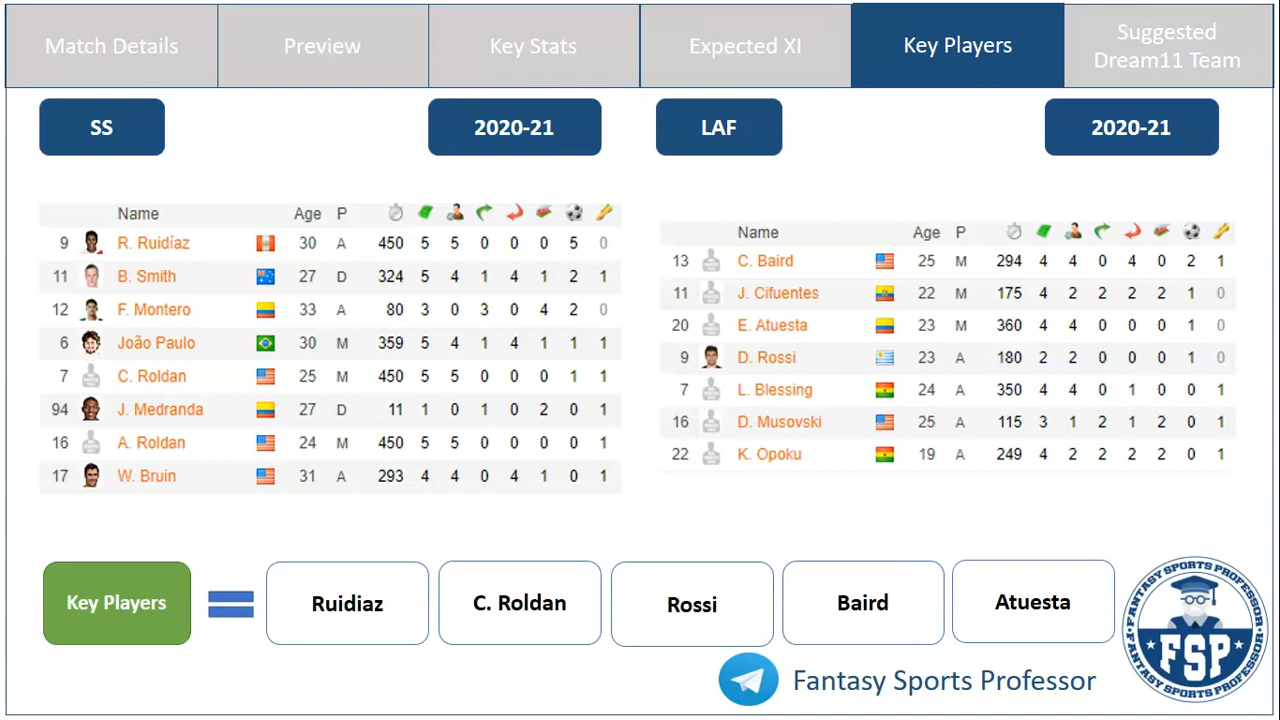 Match Details
Preview
Key Stats
Expected XI
Key Players
Suggested
Dream11 Team
SS
2020-21
LAF
2020-21
Name Age P
9 R. Ruidíaz 30 A 450 5 5 0 0 0 5 0
11 B. Smith 27 D 324 5 4 1 4 1 2 1
12 F. Montero 33 A 80 3 0 3 0 4 2 0
6 João Paulo 30 M 359 5 4 1 4 1 1 1
7 C. Roldan 25 M 450 5 5 0 0 0 1 1
94 J. Medranda 27 D 11 1 0 1 0 2 0 1
16 A. Roldan 24 M 450 5 5 0 0 0 0 1
17 W. Bruin 31 A 293 4 4 0 4 1 0 1
Name Age P
13 C. Baird 25 M 294 4 4 0 4 0 2 1
11 J. Cifuentes 22 M 175 4 2 2 2 2 1 0
20 E. Atuesta 23 M 360 4 4 0 0 0 1 0
9 D. Rossi 23 A 180 2 2 0 0 0 1 0
7 L. Blessing 24 A 350 4 4 0 1 0 0 1
16 D. Musovski 25 A 115 3 1 2 1 2 0 1
22 K. Opoku 19 A 249 4 2 2 2 2 0 1
Key Players
Ruidiaz
C. Roldan
Rossi
Baird
Atuesta
Fantasy Sports Professor
FANTASY SPORTS PROFESSOR
FSP
FANTASY SPORTS PROFESSOR